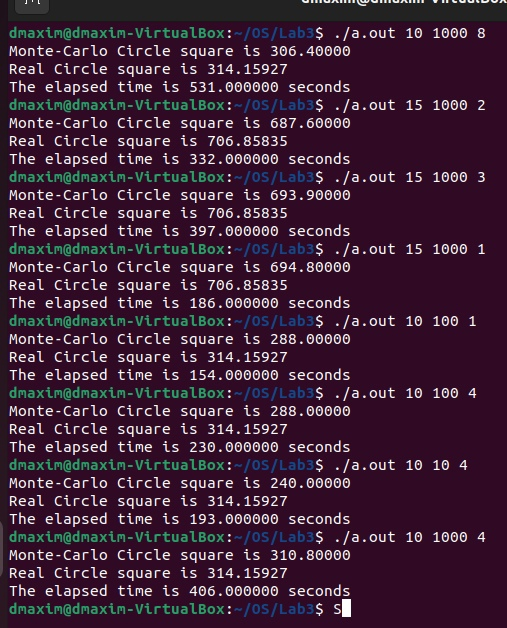 dmaxim@dmaxim-VirtualBox:~/OS/Lab3$ ./a.out 10 1000 8
Monte-Carlo Circle square is 306.40000
Real Circle square is 314.15927
The elapsed time is 531.000000 seconds
dmaxim@dmaxim-VirtualBox:~/OS/Lab3$ ./a.out 15 1000 2
Monte-Carlo Circle square is 687.60000
Real Circle square is 706.85835
The elapsed time is 332.000000 seconds
dmaxim@dmaxim-VirtualBox:~/OS/Lab3$ ./a.out 15 1000 3
Monte-Carlo Circle square is 693.90000
Real Circle square is 706.85835
The elapsed time is 397.000000 seconds
dmaxim@dmaxim-VirtualBox:~/OS/Lab3$ ./a.out 15 1000 1
Monte-Carlo Circle square is 694.80000
Real Circle square is 706.85835
The elapsed time is 186.000000 seconds
dmaxim@dmaxim-VirtualBox:~/OS/Lab3$ ./a.out 10 100 1
Monte-Carlo Circle square is 288.00000
Real Circle square is 314.15927
The elapsed time is 154.000000 seconds
dmaxim@dmaxim-VirtualBox:~/OS/Lab3$ ./a.out 10 100 4
Monte-Carlo Circle square is 288.00000
Real Circle square is 314.15927
The elapsed time is 230.000000 seconds
dmaxim@dmaxim-VirtualBox:~/OS/Lab3$ ./a.out 10 10 4
Monte-Carlo Circle square is 240.00000
Real Circle square is 314.15927
The elapsed time is 193.000000 seconds
dmaxim@dmaxim-VirtualBox:~/OS/Lab3$ ./a.out 10 1000 4
Monte-Carlo Circle square is 310.80000
Real Circle square is 314.15927
The elapsed time is 406.000000 seconds
dmaxim@dmaxim-VirtualBox:~/OS/Lab3$ S